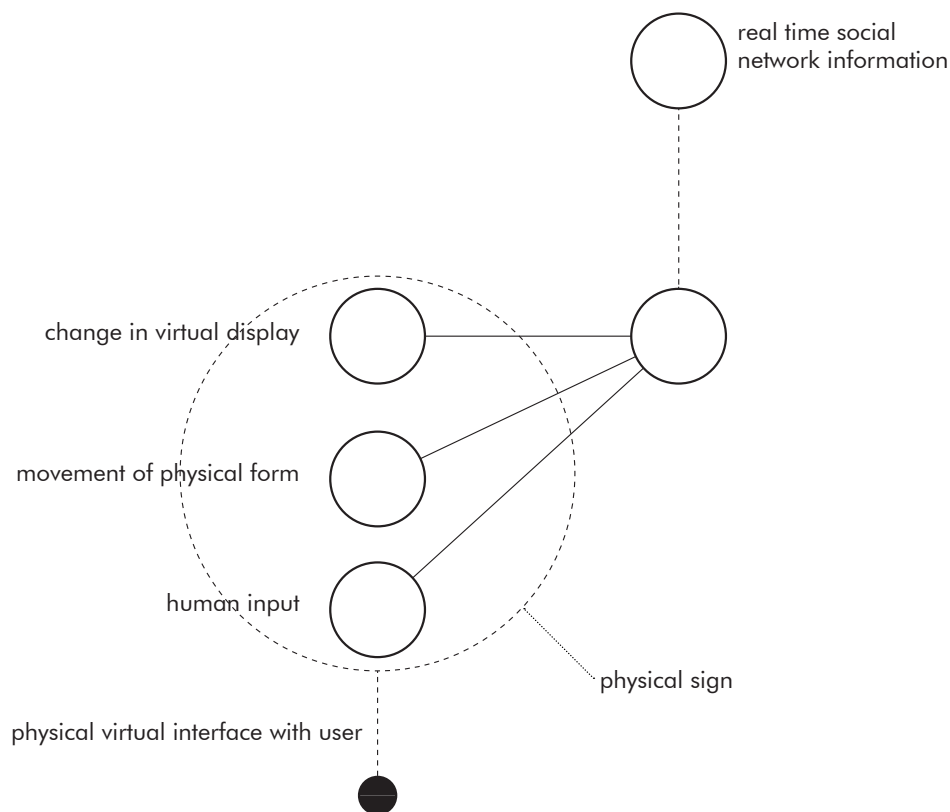 real time social
network information
change in virtual display
movement of physical form
human input
physical sign
physical virtual interface with user